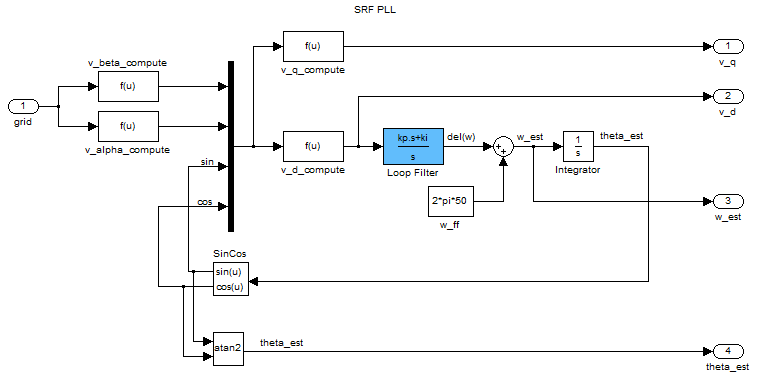 SRF PLL
f(u)
v_q_compute
1
v_q
v_beta_compute
f(u)
1
grid
f(u)
v_alpha_compute
2
v_d
sin
cos
f(u)
v_d_compute
kp.s+ki
s
Loop Filter
del(w)
+
+
w_est
1
s
Integrator
theta_est
2*pi*50
w_ff
3
w_est
SinCos
sin(u)
cos(u)
atan2
theta_est
4
theta_est